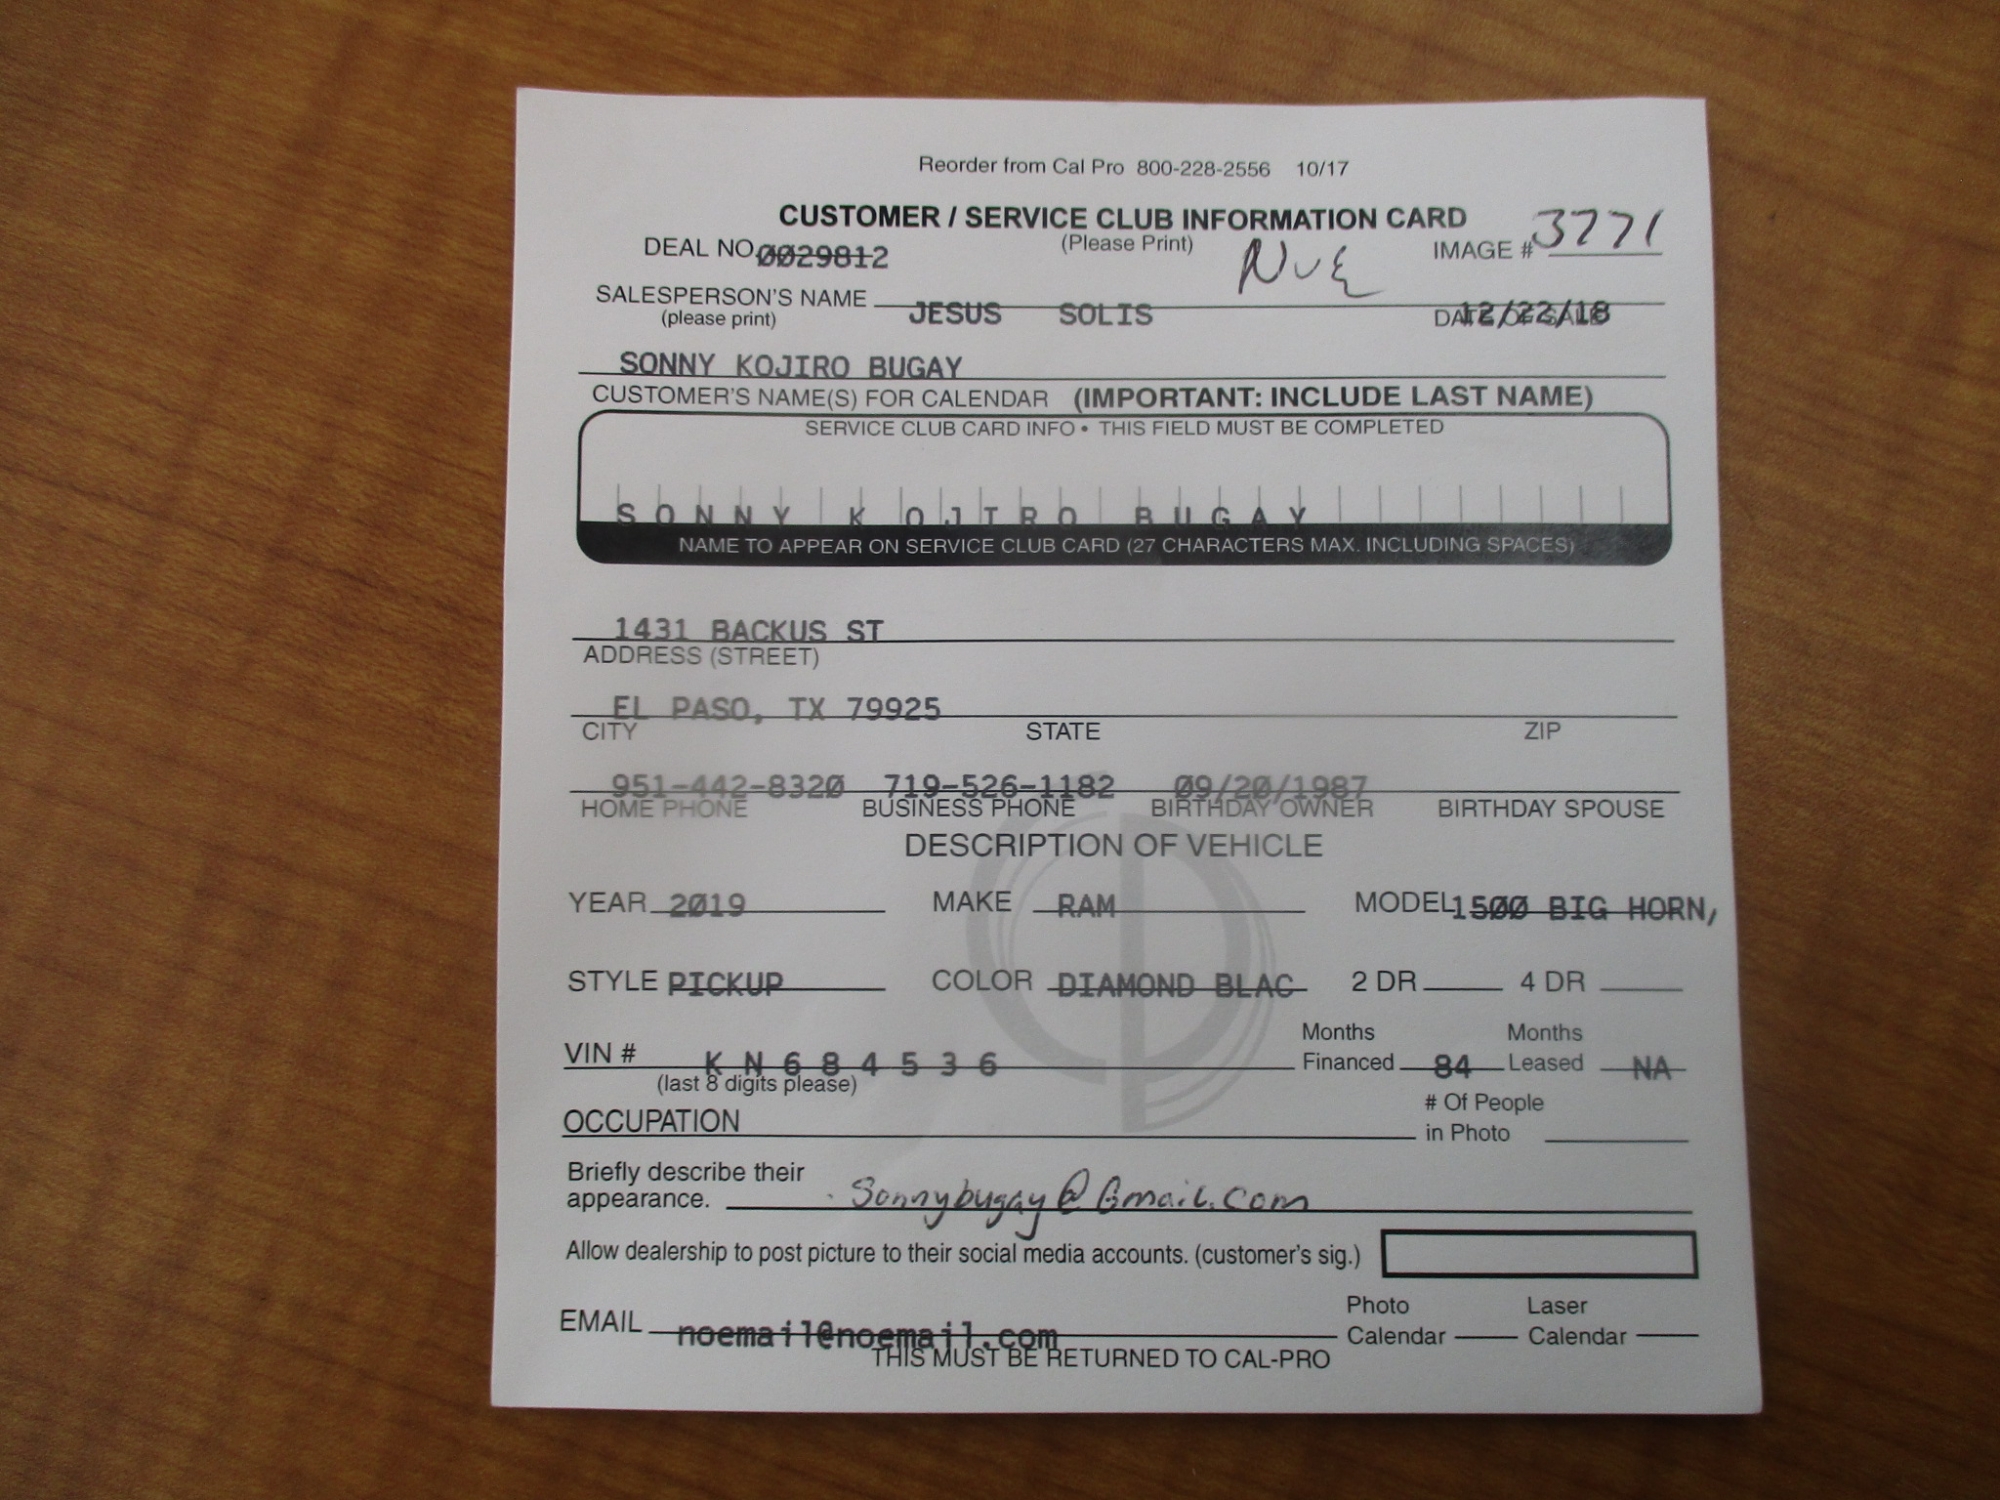 Reorder from Cal Pro 800-228-2556 10/17
CUSTOMER / SERVICE CLUB INFORMATION CARD
DEAL NO. 0029812 (Please Print) IMAGE # 3771
SALESPERSON'S NAME JESUS SOLIS
(please print) DATE OF SALE 12/22/18
SONNY KOJIRO BUGAY
CUSTOMER'S NAME(S) FOR CALENDAR (IMPORTANT: INCLUDE LAST NAME)
SERVICE CLUB CARD INFO • THIS FIELD MUST BE COMPLETED
SONNY KOJIRO BUGAY
NAME TO APPEAR ON SERVICE CLUB CARD (27 CHARACTERS MAX. INCLUDING SPACES)
1431 BACKUS ST
ADDRESS (STREET)
EL PASO, TX 79925
CITY STATE ZIP
951-442-8320 719-526-1182 09/20/1987
HOME PHONE BUSINESS PHONE BIRTHDAY OWNER BIRTHDAY SPOUSE
DESCRIPTION OF VEHICLE
YEAR 2019 MAKE RAM MODEL 1500 BIG HORN,
STYLE PICKUP COLOR DIAMOND BLAC 2 DR 4 DR
Months Months
VIN # KN684536 Financed 84 Leased NA
(last 8 digits please)
# Of People
OCCUPATION in Photo
Briefly describe their
appearance. Sonnybugay@Gmail.com
Allow dealership to post picture to their social media accounts. (customer's sig.)
Photo Laser
EMAIL noemail@noemail.com Calendar Calendar
THIS MUST BE RETURNED TO CAL-PRO